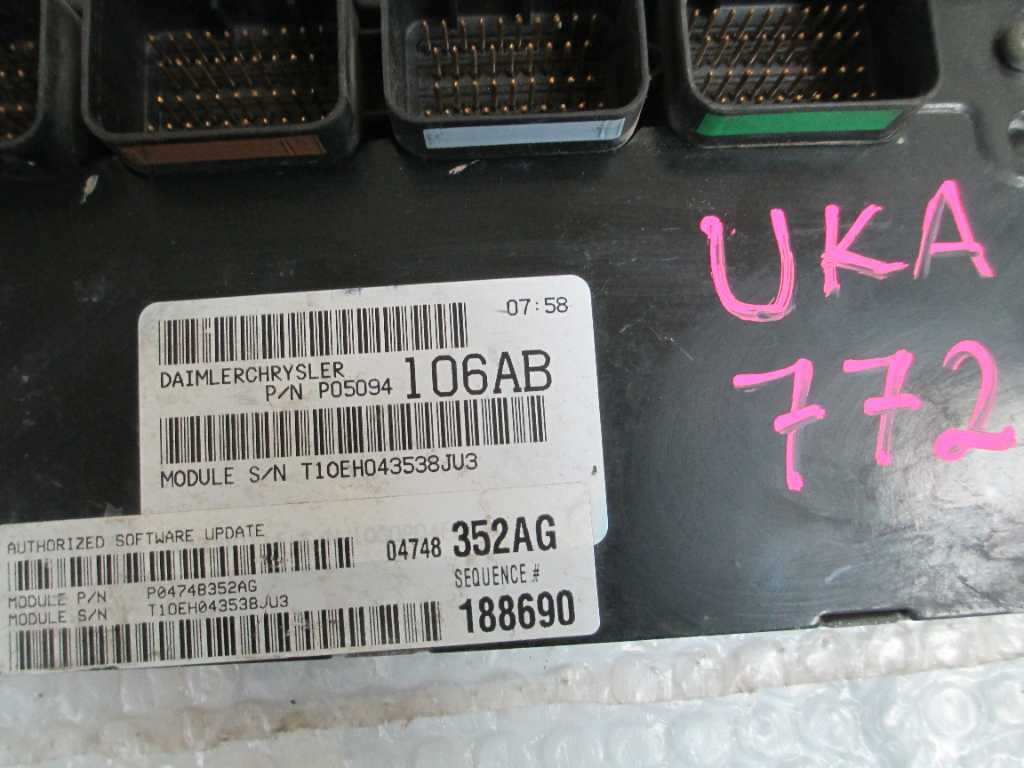 07:58
DAIMLERCHRYSLER
P/N P05094 106AB
MODULE S/N T10EH043538JU3
AUTHORIZED SOFTWARE UPDATE
04748 352AG
MODULE P/N P04748352AG
MODULE S/N T10EH043538JU3
SEQUENCE #
188690
UKA
772